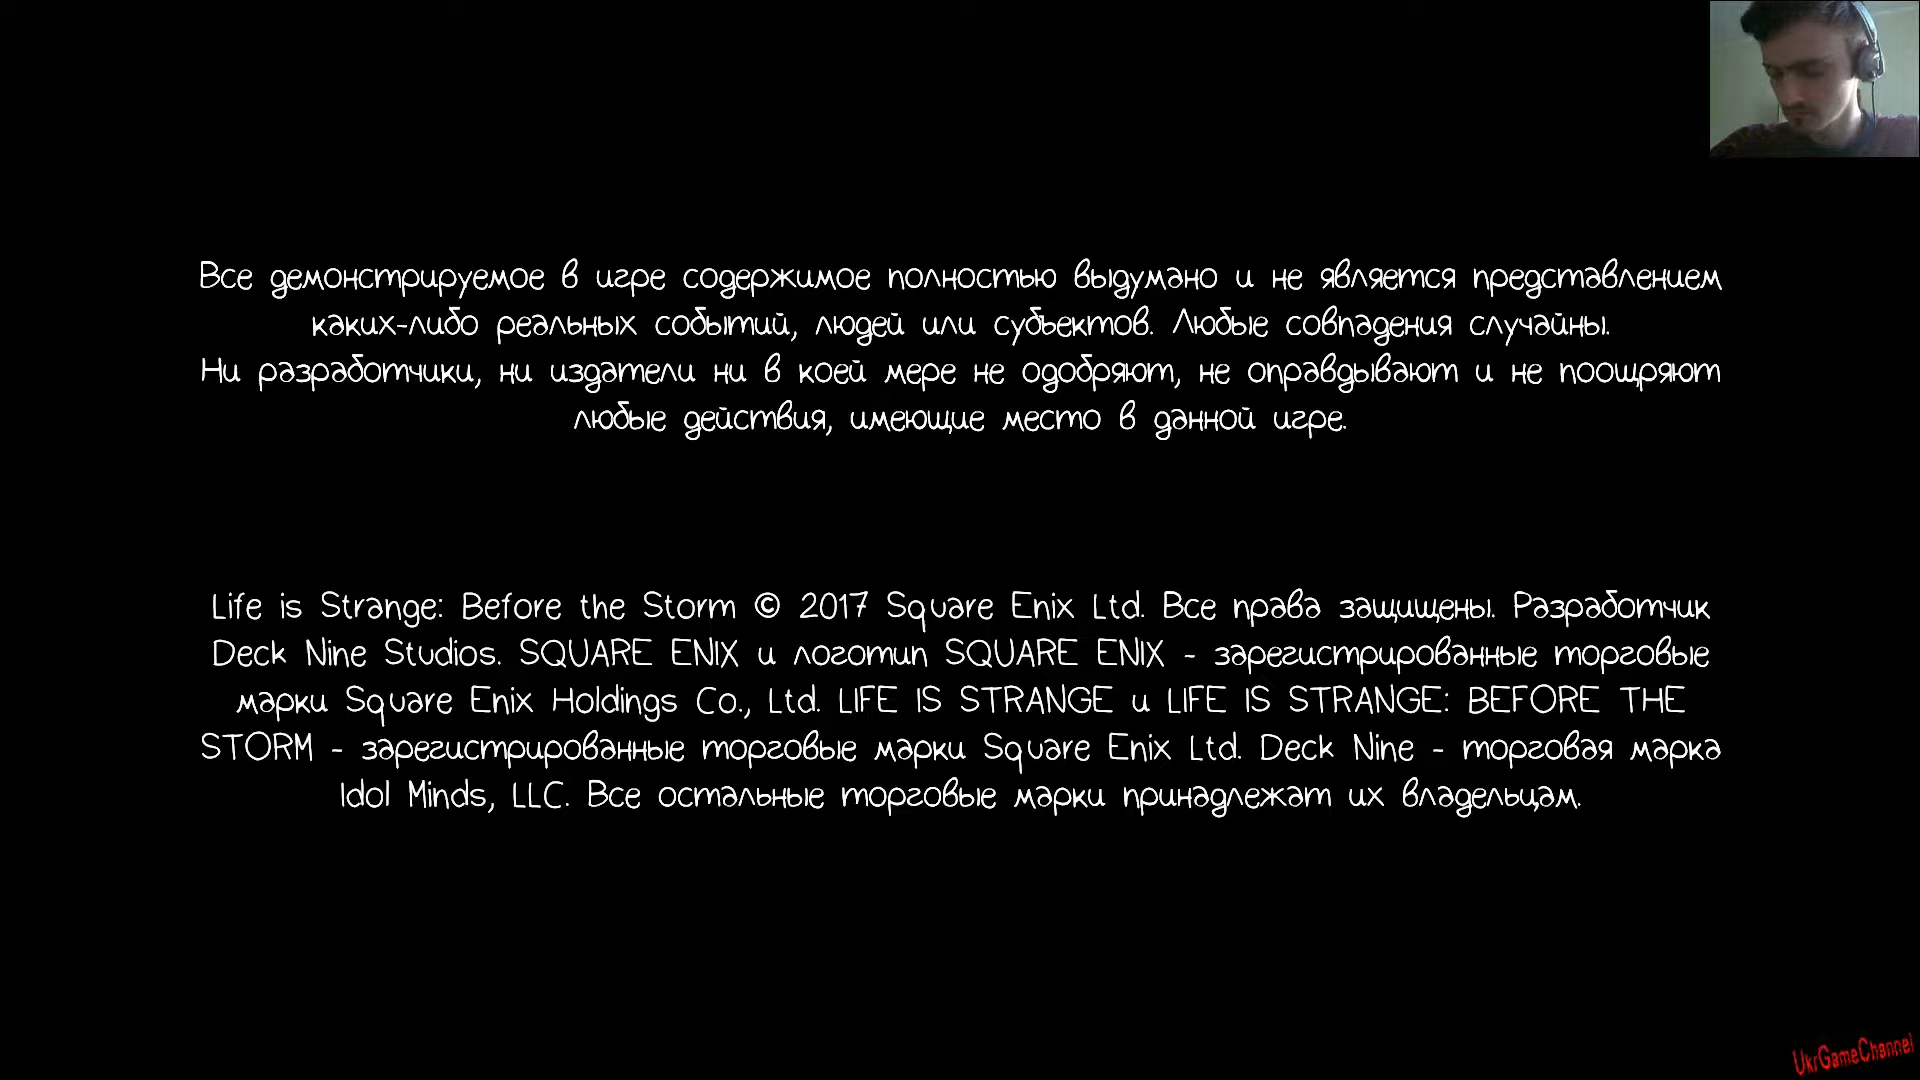 Все демонстрируемое в игре содержимое полностью выдумано и не является представлением
каких-либо реальных событий, людей или субъектов. Любые совпадения случайны.
Ни разработчики, ни издатели ни в коей мере не одобряют, не оправдывают и не поощряют
любые действия, имеющие место в данной игре.
Life is Strange: Before the Storm © 2017 Square Enix Ltd. Все права защищены. Разработчик
Deck Nine Studios. SQUARE ENIX и логотип SQUARE ENIX - зарегистрированные торговые
марки Square Enix Holdings Co., Ltd. LIFE IS STRANGE и LIFE IS STRANGE: BEFORE THE
STORM - зарегистрированные торговые марки Square Enix Ltd. Deck Nine - торговая марка
Idol Minds, LLC. Все остальные торговые марки принадлежат их владельцам.
UkrGameChannel